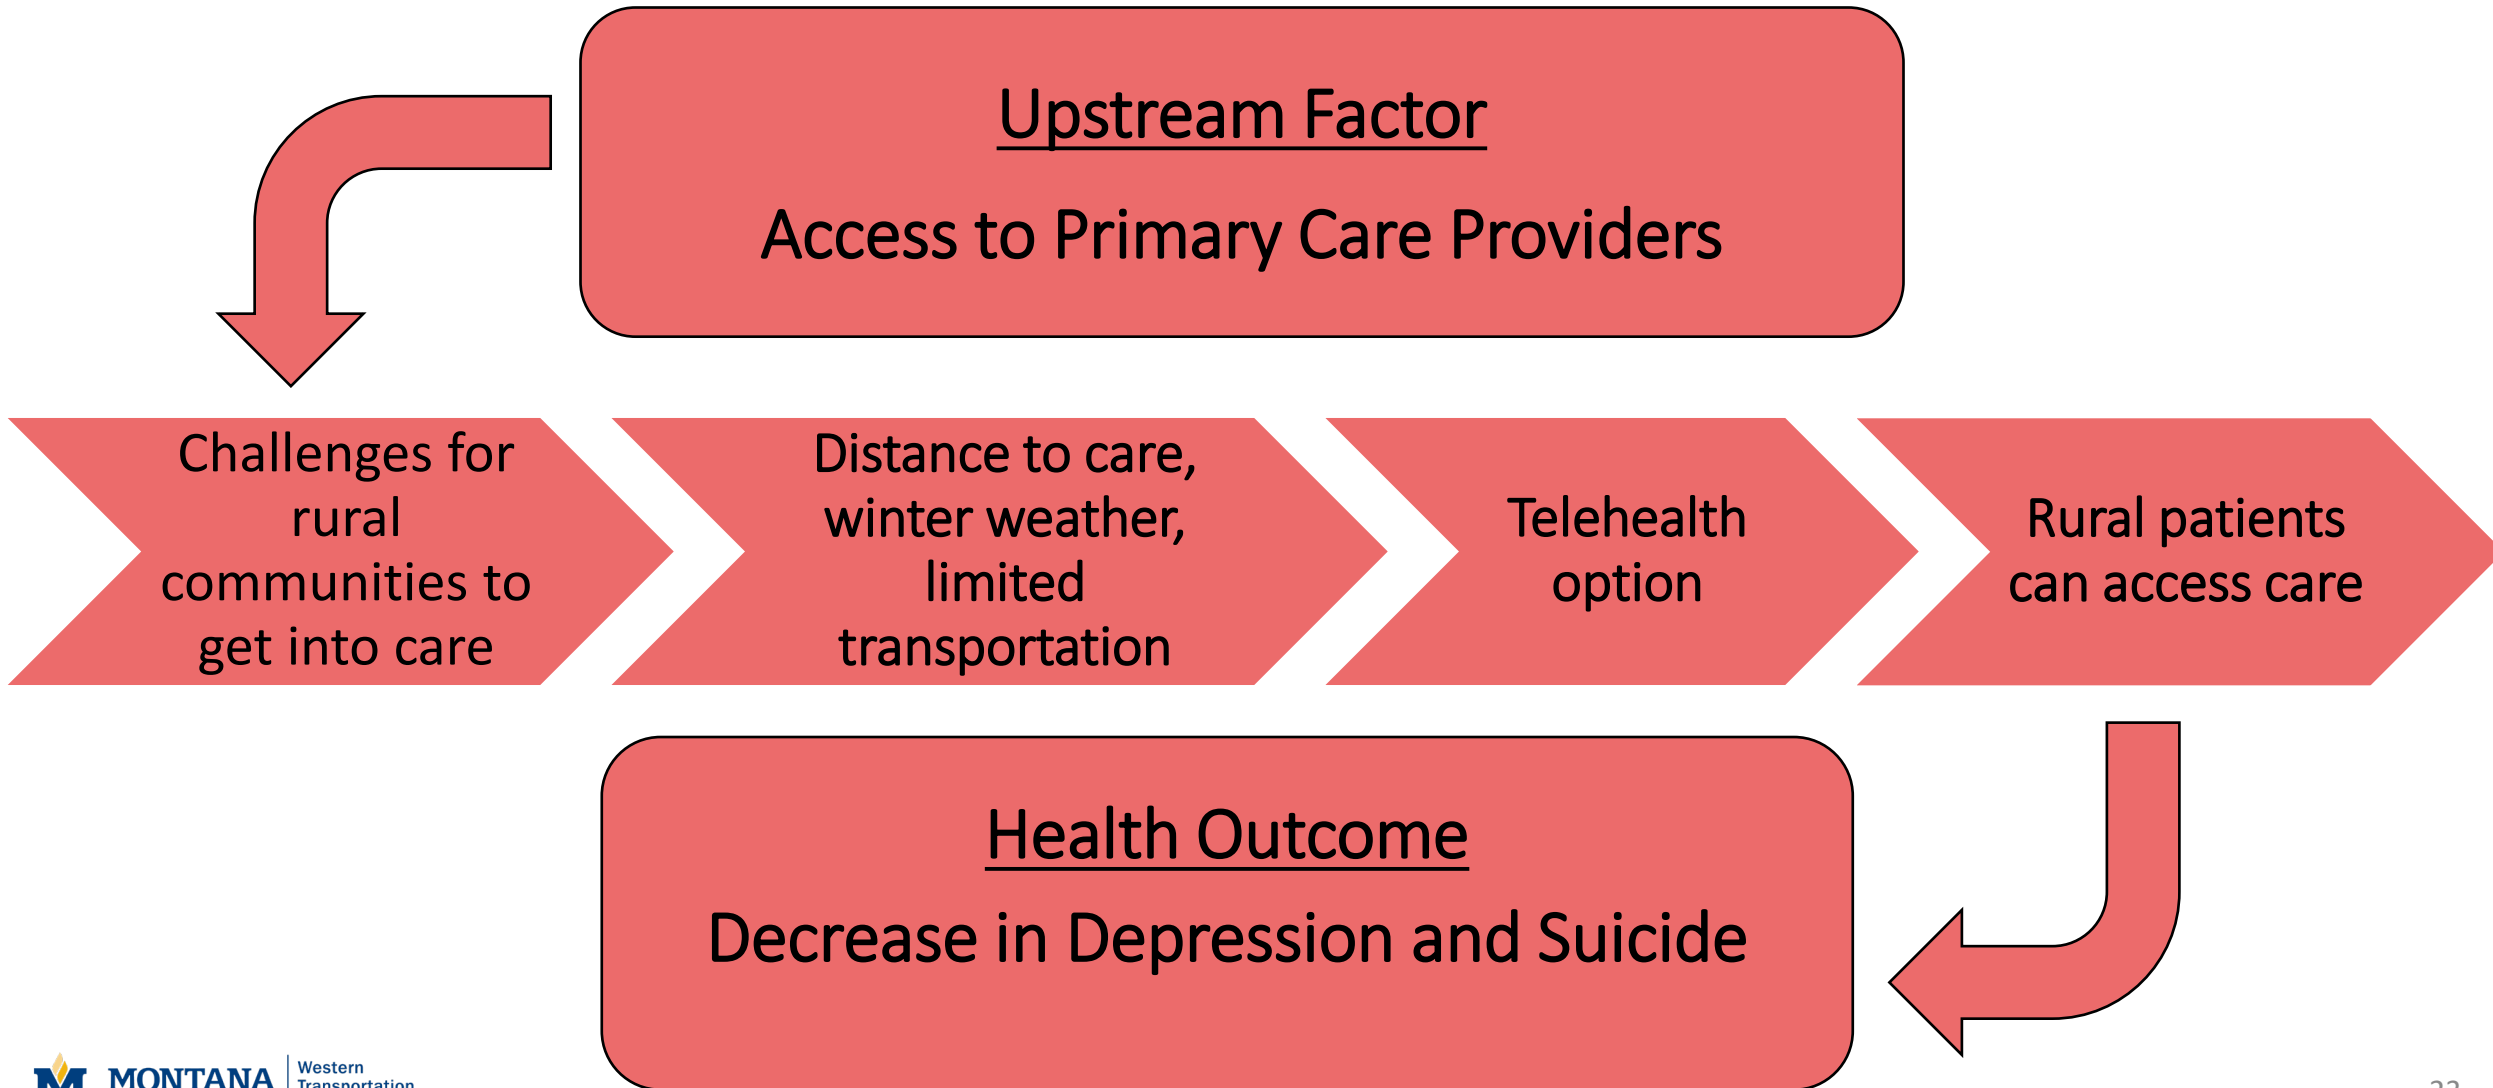 Upstream Factor
Access to Primary Care Providers
Challenges for
rural
communities to
get into care
Distance to care,
winter weather,
limited
transportation
Telehealth
option
Rural patients
can access care
Health Outcome
Decrease in Depression and Suicide
MONTANA
Western
Transportation